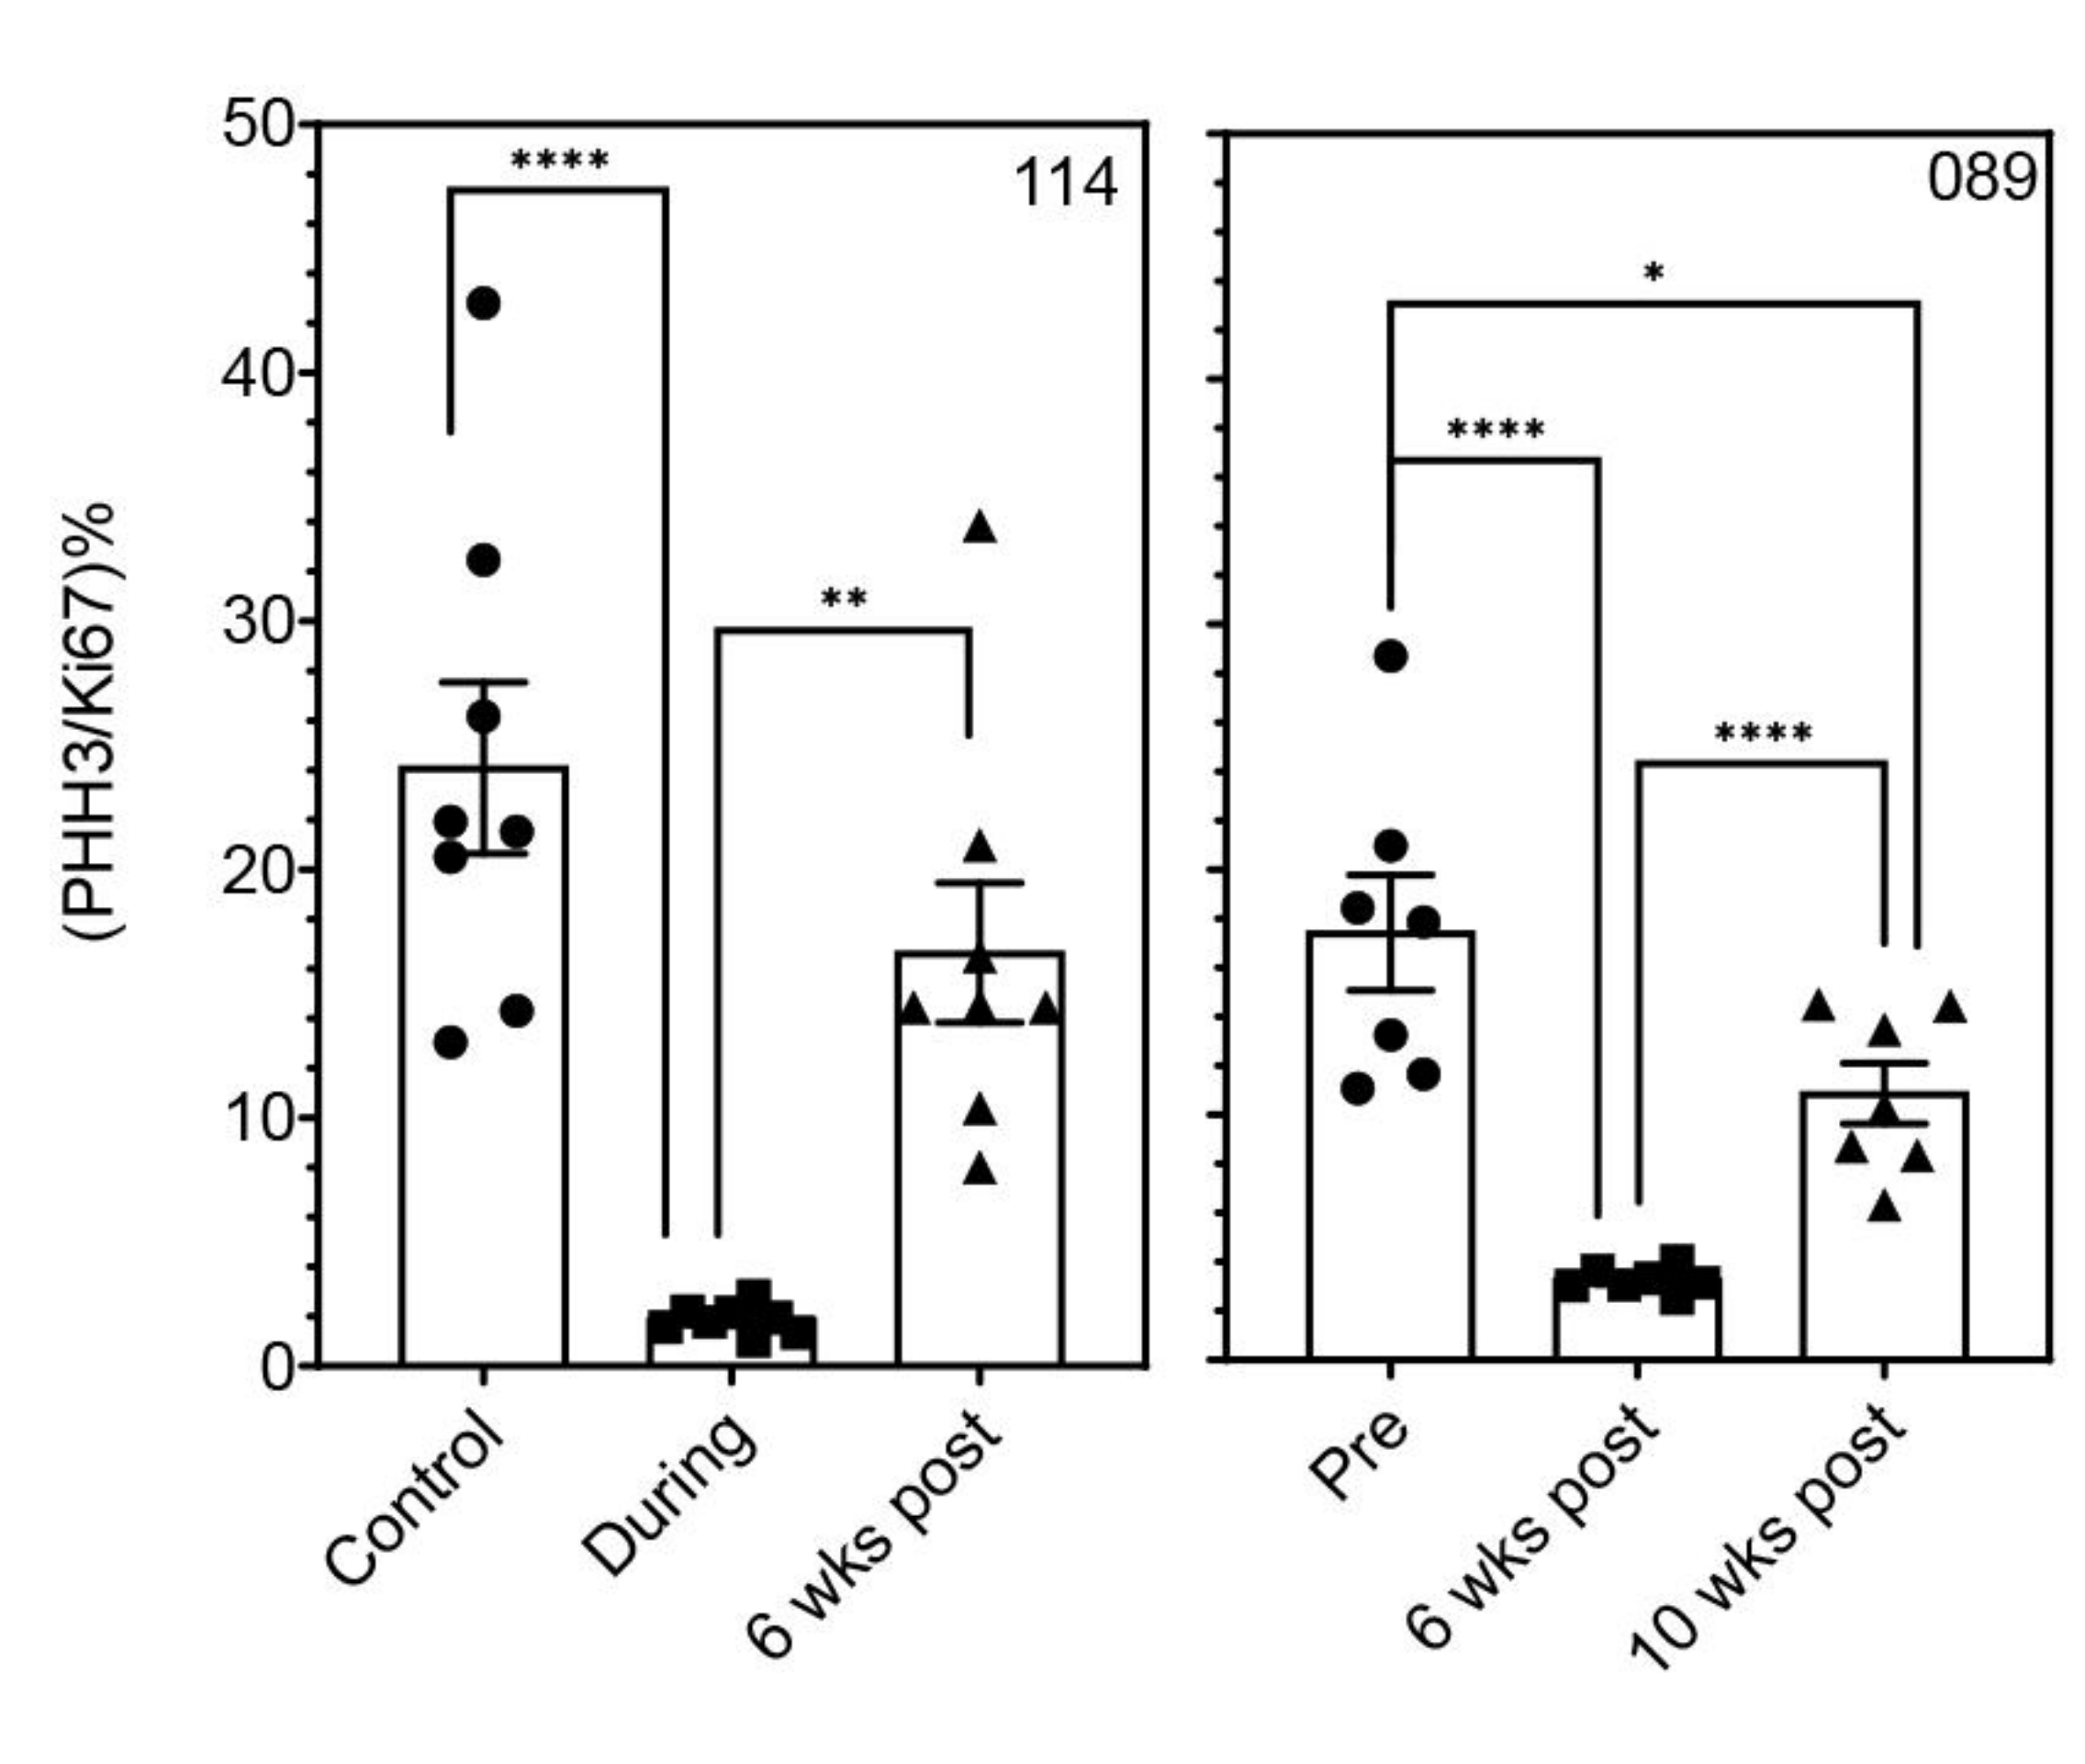 (PHH3/Ki67)%
50
40
30
20
10
0
114
****
**
Control
During
6 wks post
089
*
****
****
Pre
6 wks post
10 wks post